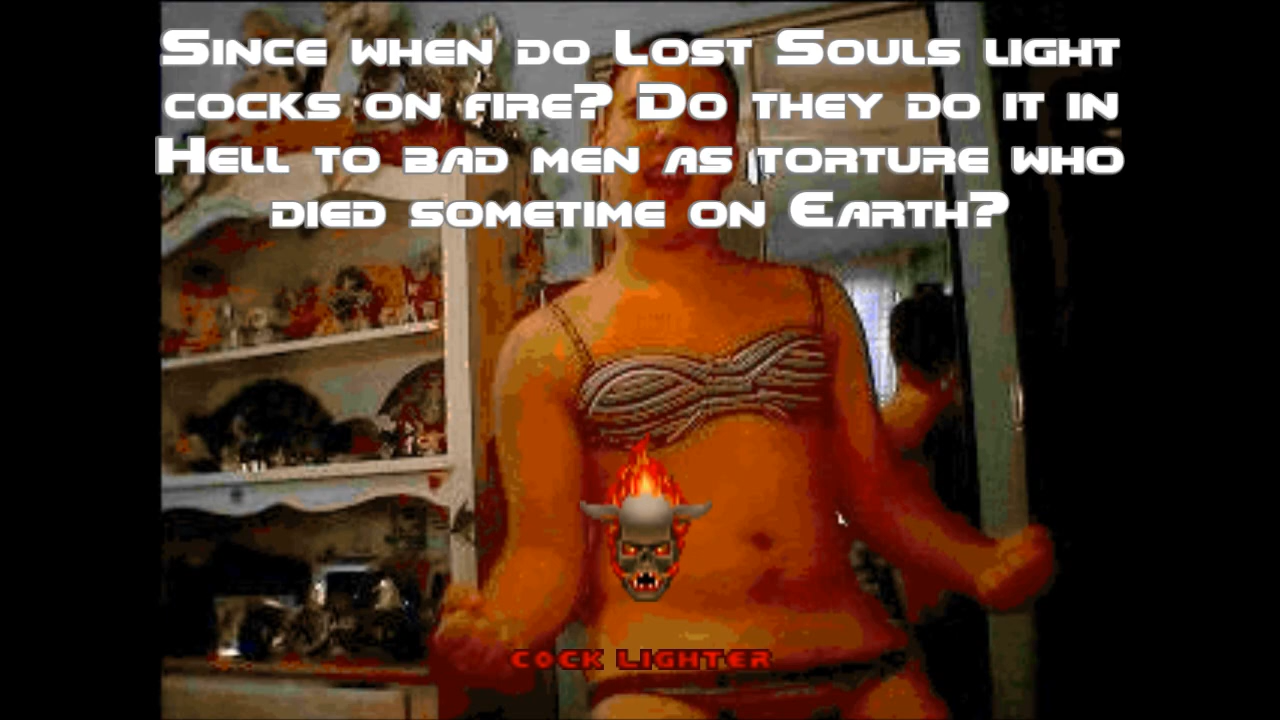 Since when do Lost Souls light
cocks on fire? Do they do it in
Hell to bad men as torture who
died sometime on Earth?
COCK LIGHTER